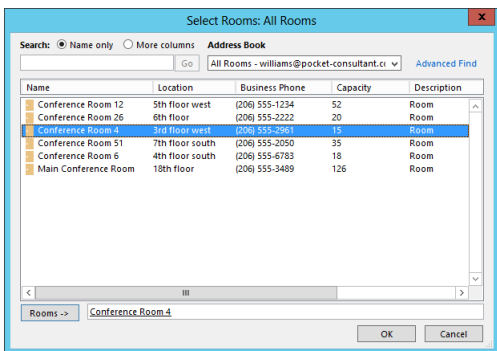 Select Rooms: All Rooms
x
Search: Name only More columns Address Book
Go All Rooms - williams@pocket-consultant.cc Advanced Find
Name Location Business Phone Capacity Description
Conference Room 12 5th floor west (206) 555-1234 52 Room
Conference Room 26 6th floor (206) 555-2222 20 Room
Conference Room 4 3rd floor west (206) 555-2961 15 Room
Conference Room 51 7th floor south (206) 555-2050 35 Room
Conference Room 6 4th floor south (206) 555-6783 18 Room
Main Conference Room 18th floor (206) 555-3489 126 Room
Rooms -> Conference Room 4
OK Cancel